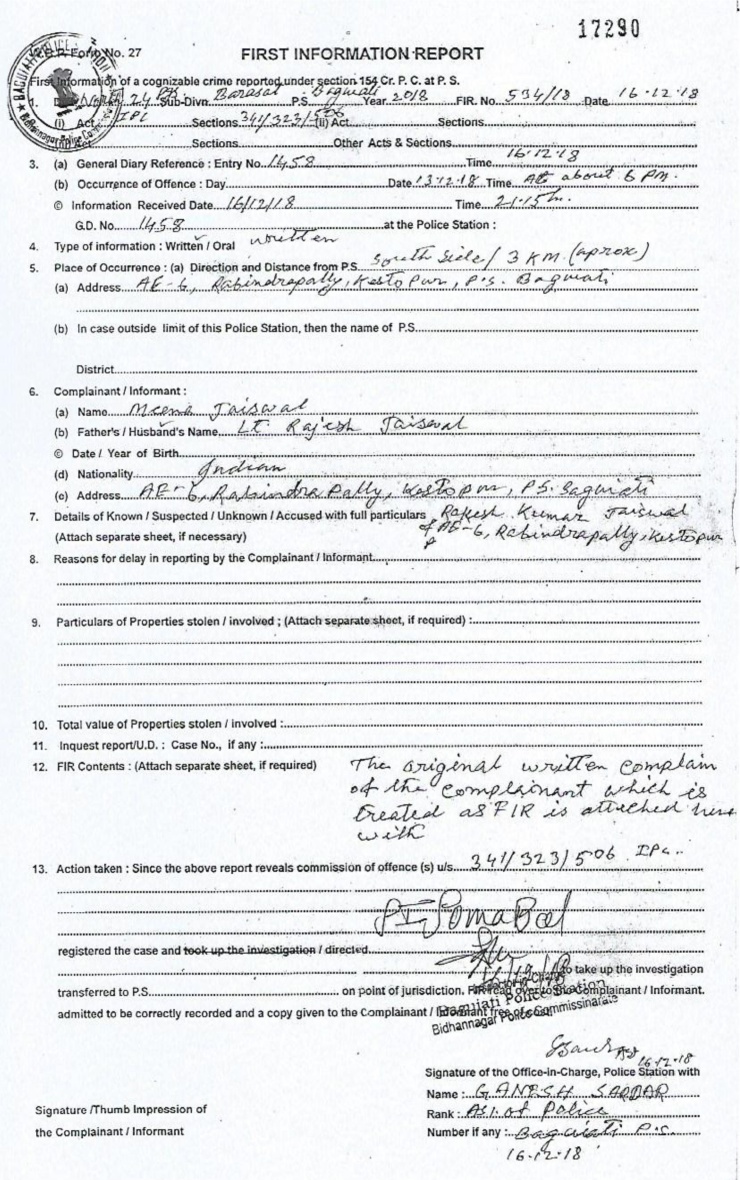 17290
Form No. 27
FIRST INFORMATION REPORT
First Information of a cognizable crime reported under section 154 Cr. P. C. at P. S.
1. 24 Sub-Divn. Barasat P.S. Baguiati Year 2018 FIR. No. 534/18 Date 16.12.18
(i) Act IPC Sections 341/323/506 (ii) Act Sections
Sections Other Acts & Sections
3. (a) General Diary Reference : Entry No. 1458 Time 16.12.18
(b) Occurrence of Offence : Day Date 13.12.18 Time At about 6 PM.
© Information Received Date 16/12/18 Time 21.15 hr.
G.D. No. 1458 at the Police Station :
4. Type of information : Written / Oral written
5. Place of Occurrence : (a) Direction and Distance from P.S. South Side / 3 KM. (aprox)
(a) Address AE-6, Rabindrapally, Kestopur, P.S. Baguiati
(b) In case outside limit of this Police Station, then the name of P.S.
District
6. Complainant / Informant :
(a) Name Meena Jaiswal
(b) Father's / Husband's Name Lt. Rajesh Jaiswal
© Date / Year of Birth
(d) Nationality Indian
(e) Address AE-6, Rabindra Pally, Kestopur, P.S. Baguiati
7. Details of Known / Suspected / Unknown / Accused with full particulars Rakesh Kumar Jaiswal
(Attach separate sheet, if necessary) of AE-6, Rabindrapally, Kestopur
8. Reasons for delay in reporting by the Complainant / Informant
9. Particulars of Properties stolen / involved ; (Attach separate sheet, if required) :
10. Total value of Properties stolen / involved :
11. Inquest report/U.D. : Case No., if any :
12. FIR Contents : (Attach separate sheet, if required) The original written complain
of the complainant which is
treated as FIR is attached here
with
13. Action taken : Since the above report reveals commission of offence (s) u/s. 341/323/506 IPC.
PSI Soma Bal
registered the case and took up the investigation / directed
to take up the investigation
transferred to P.S. on point of jurisdiction. FIR read over to the Complainant / Informant.
admitted to be correctly recorded and a copy given to the Complainant / Informant free of cost.
Baguiati Police Station
Bidhannagar Police Commissinarate
16.12.18
Signature of the Office-in-Charge, Police Station with
Name : GANESH SARDAR
Signature /Thumb Impression of
Rank : ASI. of Police
the Complainant / Informant
Number if any : Baguiati P.S.
16.12.18